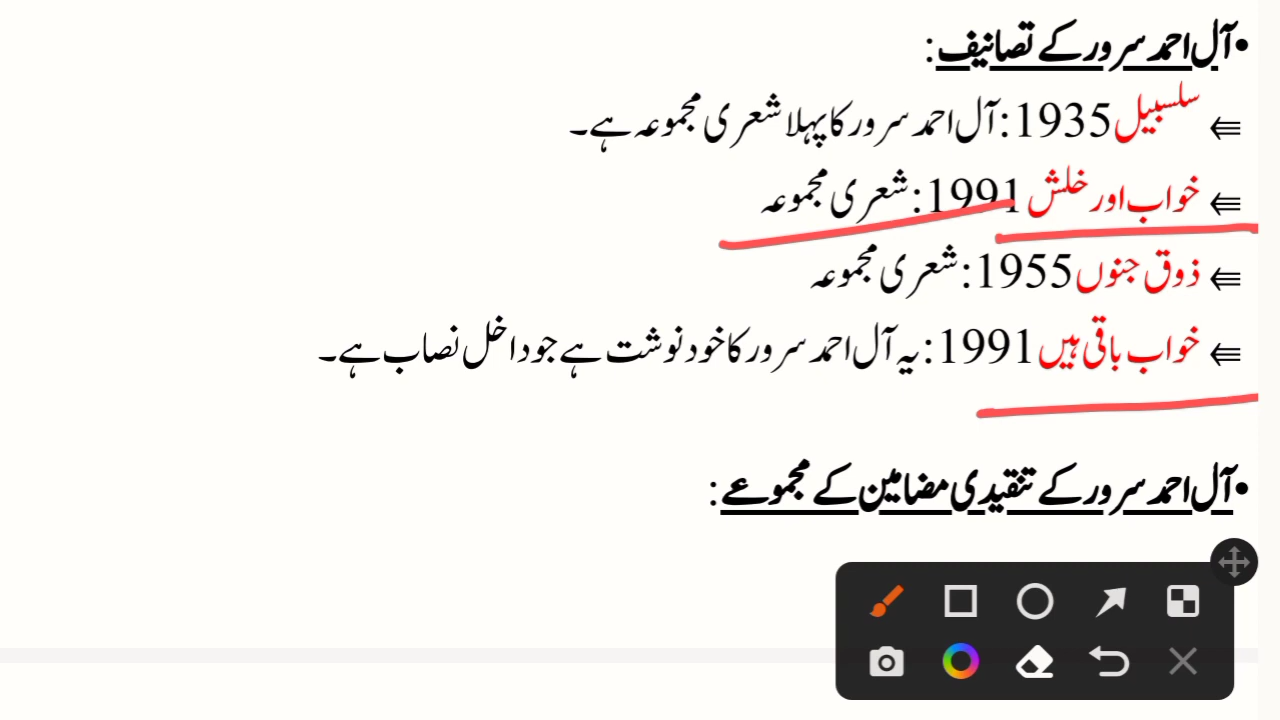 •آل احمد سرور کے تصانیف:
⇚ سلسبیل 1935: آل احمد سرور کا پہلا شعری مجموعہ ہے۔
⇚ خواب اور خلش 1991: شعری مجموعہ
⇚ ذوق جنوں 1955: شعری مجموعہ
⇚ خواب باقی ہیں 1991: یہ آل احمد سرور کا خود نوشت ہے جو داخل نصاب ہے۔
•آل احمد سرور کے تنقیدی مضامین کے مجموعے: